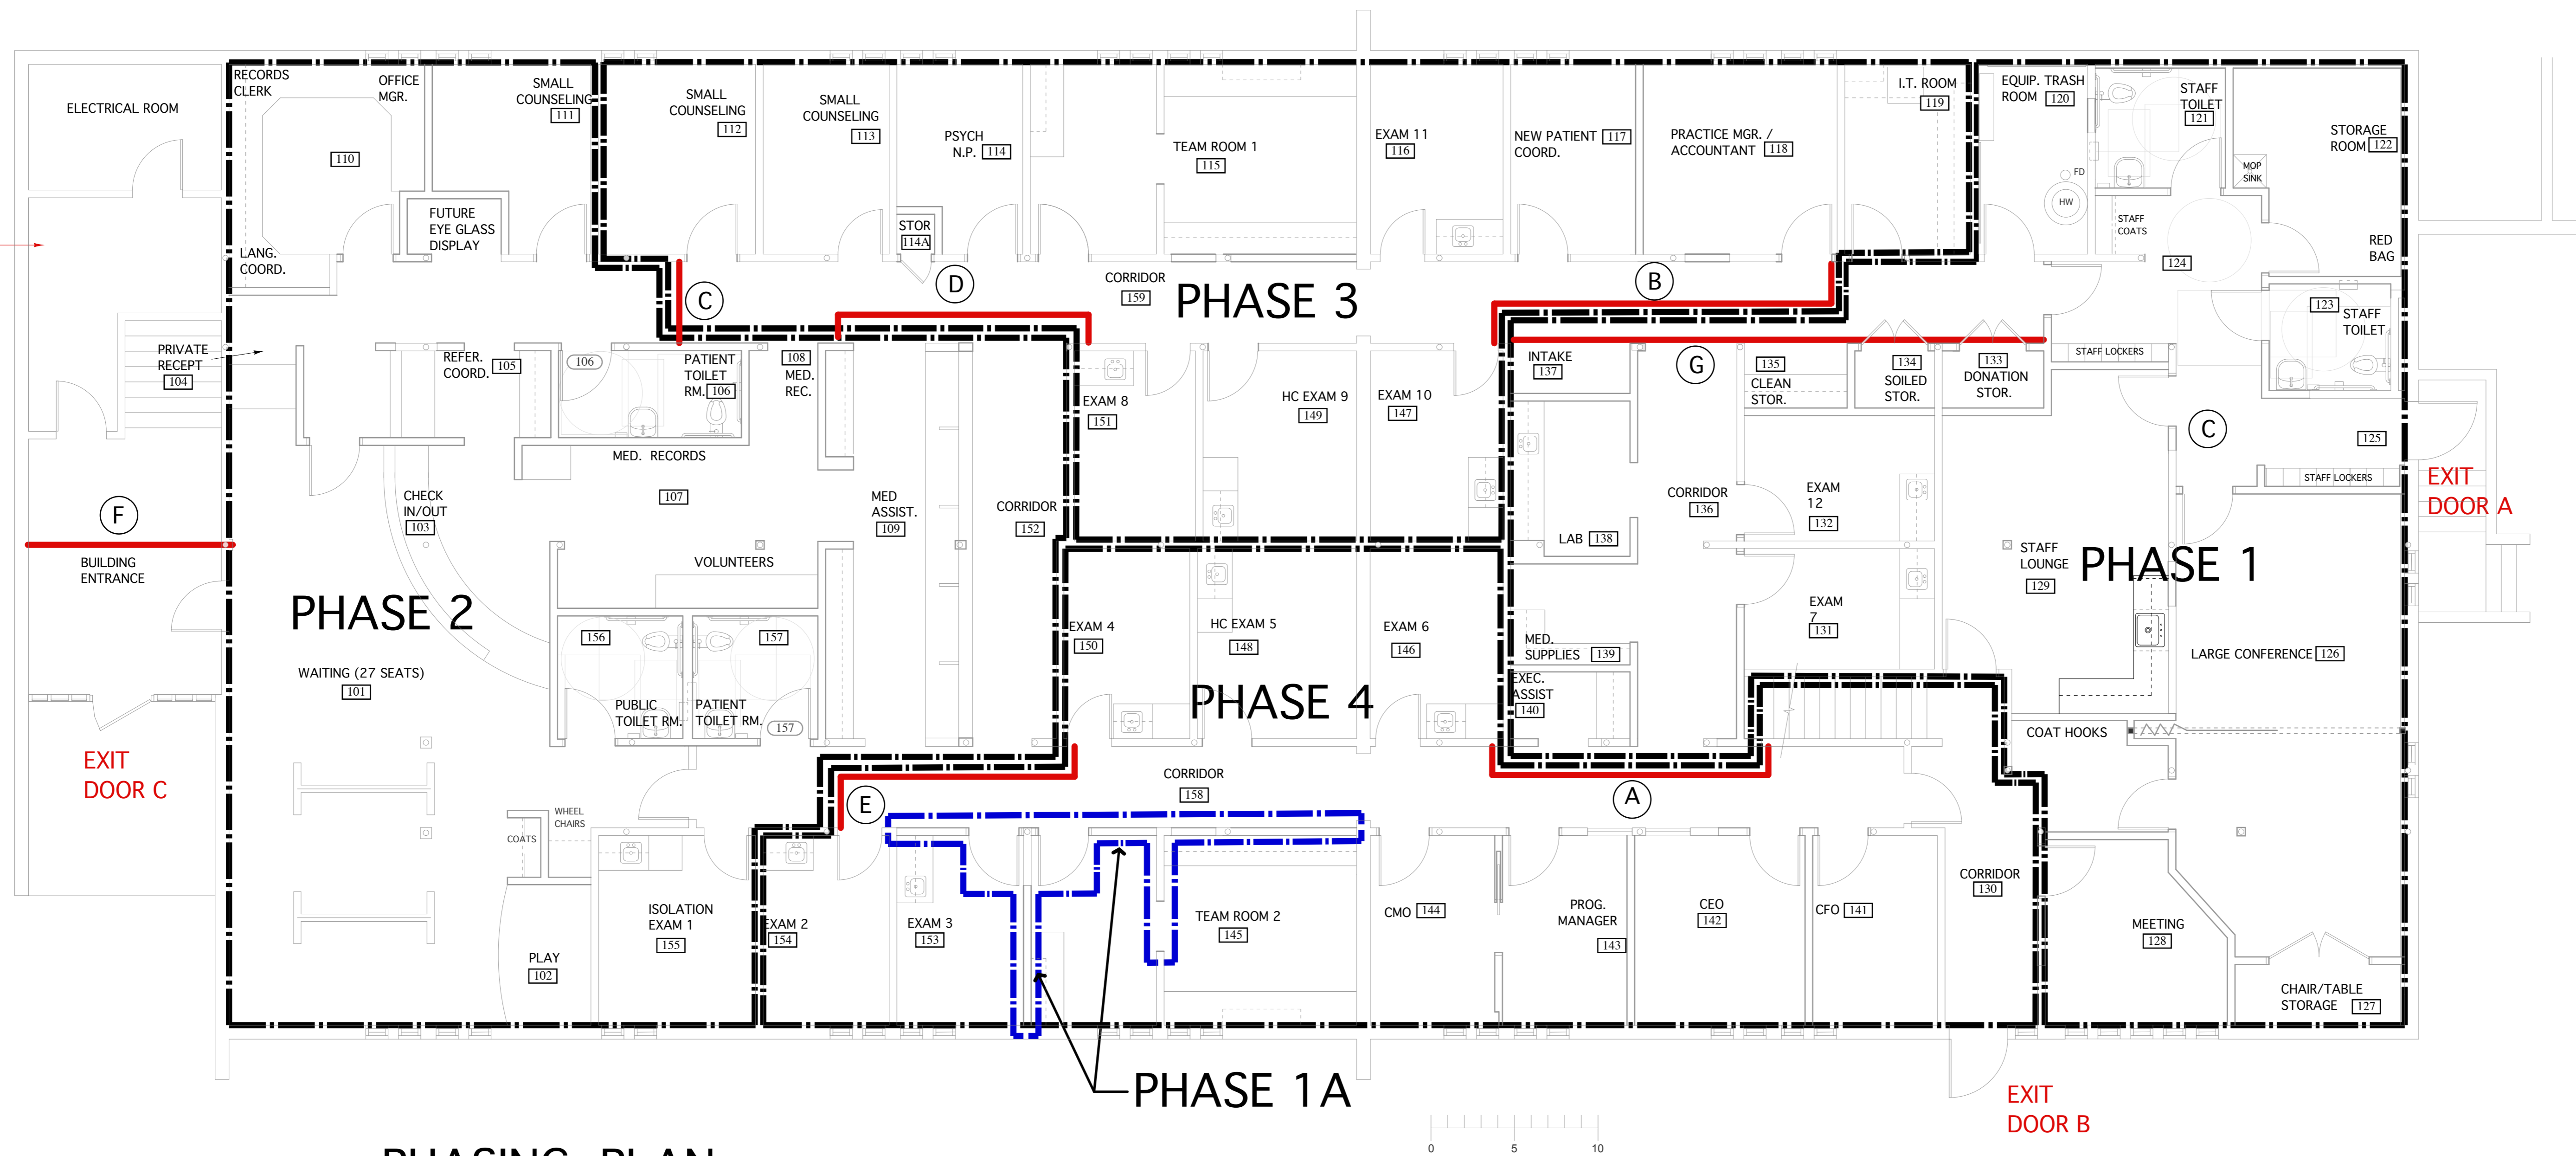 RECORDS
CLERK
OFFICE
MGR.
110
LANG.
COORD.
ELECTRICAL ROOM
SMALL
COUNSELING
111
FUTURE
EYE GLASS
DISPLAY
SMALL
COUNSELING
112
SMALL
COUNSELING
113
PSYCH
N.P. 114
STOR
114A
TEAM ROOM 1
115
EXAM 11
116
NEW PATIENT 117
COORD.
PRACTICE MGR. /
ACCOUNTANT 118
I.T. ROOM
119
EQUIP. TRASH
ROOM 120
STAFF
TOILET
121
STORAGE
ROOM 122
MOP
SINK
FD
HW
STAFF
COATS
RED
BAG
124
123
STAFF
TOILET
C
D
CORRIDOR
159
PHASE 3
B
PRIVATE
RECEPT
104
REFER.
COORD. 105
106
PATIENT
TOILET
RM. 106
108
MED.
REC.
EXAM 8
151
HC EXAM 9
149
EXAM 10
147
INTAKE
137
G
135
CLEAN
STOR.
134
SOILED
STOR.
133
DONATION
STOR.
STAFF LOCKERS
C
125
STAFF LOCKERS
EXIT
DOOR A
F
BUILDING
ENTRANCE
CHECK
IN/OUT
103
MED. RECORDS
107
VOLUNTEERS
MED
ASSIST.
109
CORRIDOR
152
LAB 138
CORRIDOR
136
EXAM
12
132
STAFF
LOUNGE
129
PHASE 1
PHASE 2
WAITING (27 SEATS)
101
156
PUBLIC
TOILET RM.
157
PATIENT
TOILET RM.
157
EXAM 4
150
HC EXAM 5
148
EXAM 6
146
PHASE 4
MED.
SUPPLIES 139
EXEC.
ASSIST
140
EXAM
7
131
LARGE CONFERENCE 126
COAT HOOKS
EXIT
DOOR C
CORRIDOR
158
E
A
COATS
WHEEL
CHAIRS
PLAY
102
ISOLATION
EXAM 1
155
EXAM 2
154
EXAM 3
153
TEAM ROOM 2
145
CMO 144
PROG.
MANAGER
143
CEO
142
CFO 141
CORRIDOR
130
MEETING
128
CHAIR/TABLE
STORAGE 127
PHASE 1A
EXIT
DOOR B
0 5 10
PHASING PLAN